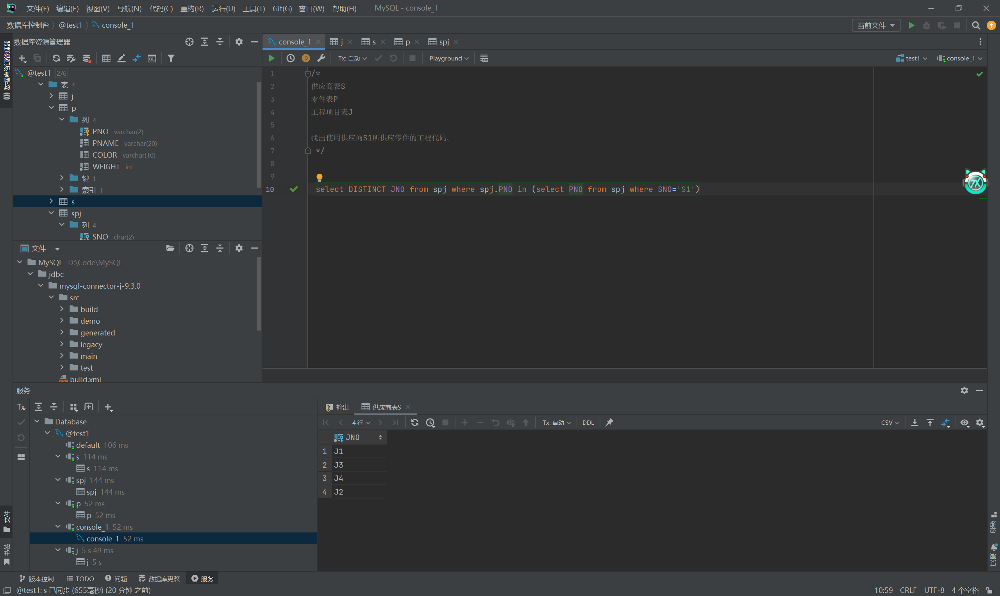 文件(F) 编辑(E) 视图(V) 导航(N) 代码(C) 重构(R) 运行(U) 工具(T) Git(G) 窗口(W) 帮助(H) MySQL - console_1
数据库控制台 @test1 console_1 当前文件
数据库资源管理器
数据库资源管理器
console_1 j s p spj
Tx: 自动 Playground test1 console_1
@test1 2/6
表 4
j
p
列 4
PNO varchar(2)
PNAME varchar(20)
COLOR varchar(10)
WEIGHT int
键 1
索引 1
s
spj
列 4
SNO char(2)
1 /*
2 供应商表S
3 零件表P
4 工程项目表J
5
6 找出使用供应商S1所供应零件的工程代码。
7 */
8
9
10 select DISTINCT JNO from spj where spj.PNO in (select PNO from spj where SNO='S1')
文件
MySQL D:\Code\MySQL
jdbc
mysql-connector-j-9.3.0
src
build
demo
generated
legacy
main
test
build.xml
服务
Tx
Database
@test1
default 106 ms
s 114 ms
s 114 ms
spj 144 ms
spj 144 ms
p 52 ms
p 52 ms
console_1 52 ms
console_1 52 ms
j 5 s 49 ms
j 5 s
输出 供应商表S
4 行 Tx: 自动 DDL CSV
JNO
1 J1
2 J3
3 J4
4 J2
文件
书签
结构
通知
版本控制 TODO 问题 数据库更改 服务
@test1: s 已同步 (655毫秒) (20 分钟 之前) 10:59 CRLF UTF-8 4 个空格